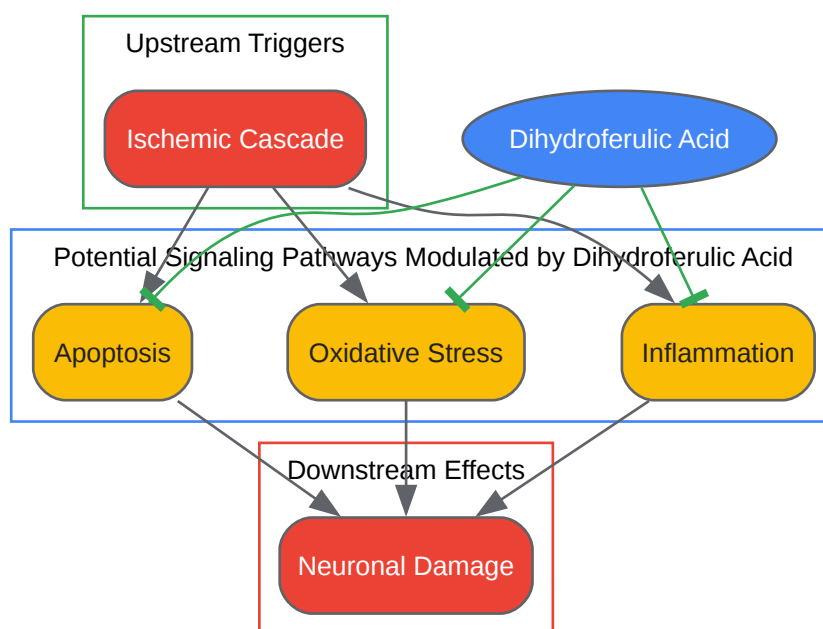 Upstream Triggers
Ischemic Cascade
Dihydroferulic Acid
Potential Signaling Pathways Modulated by Dihydroferulic Acid
Apoptosis
Oxidative Stress
Inflammation
Downstream Effects
Neuronal Damage